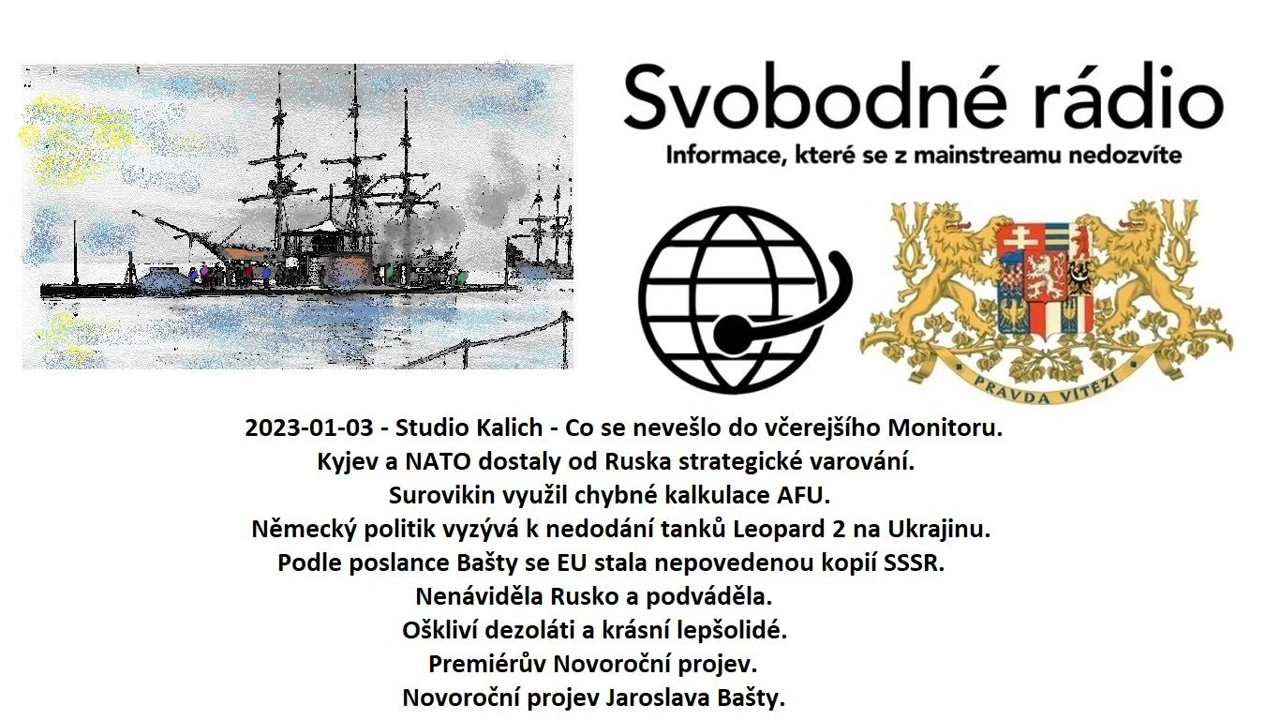 Svobodné rádio
Informace, které se z mainstreamu nedozvíte
PRAVDA VÍTĚZÍ
2023-01-03 - Studio Kalich - Co se nevešlo do včerejšího Monitoru.
Kyjev a NATO dostaly od Ruska strategické varování.
Surovikin využil chybné kalkulace AFU.
Německý politik vyzývá k nedodání tanků Leopard 2 na Ukrajinu.
Podle poslance Bašty se EU stala nepovedenou kopií SSSR.
Nenáviděla Rusko a podváděla.
Oškliví dezoláti a krásní lepšolidé.
Premiérův Novoroční projev.
Novoroční projev Jaroslava Bašty.